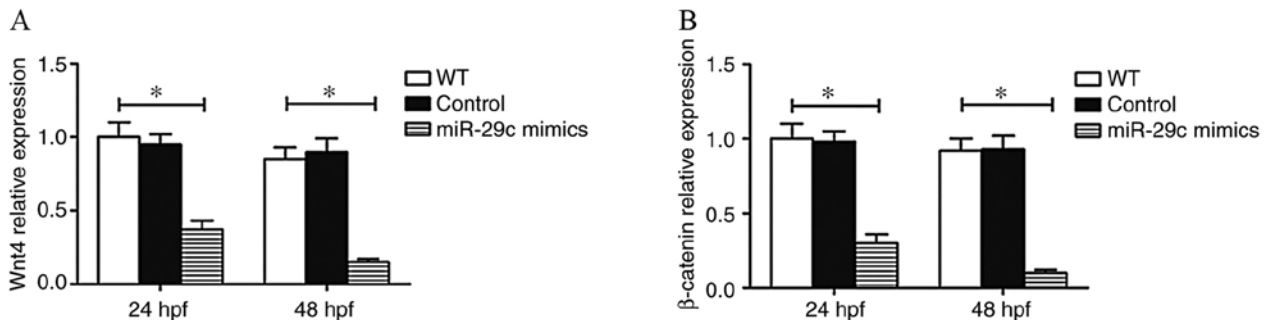 A
Wnt4 relative expression
1.5
1.0
0.5
0.0
*
*
24 hpf
48 hpf
WT
Control
miR-29c mimics
B
β-catenin relative expression
1.5
1.0
0.5
0.0
*
*
24 hpf
48 hpf
WT
Control
miR-29c mimics